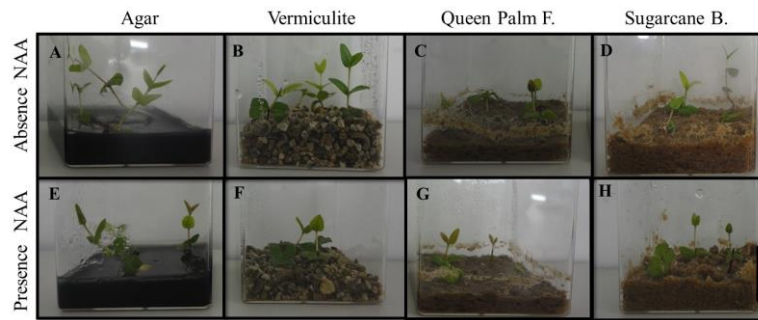 Agar Vermiculite Queen Palm F. Sugarcane B.
Absence NAA
A B C D
Presence NAA
E F G H